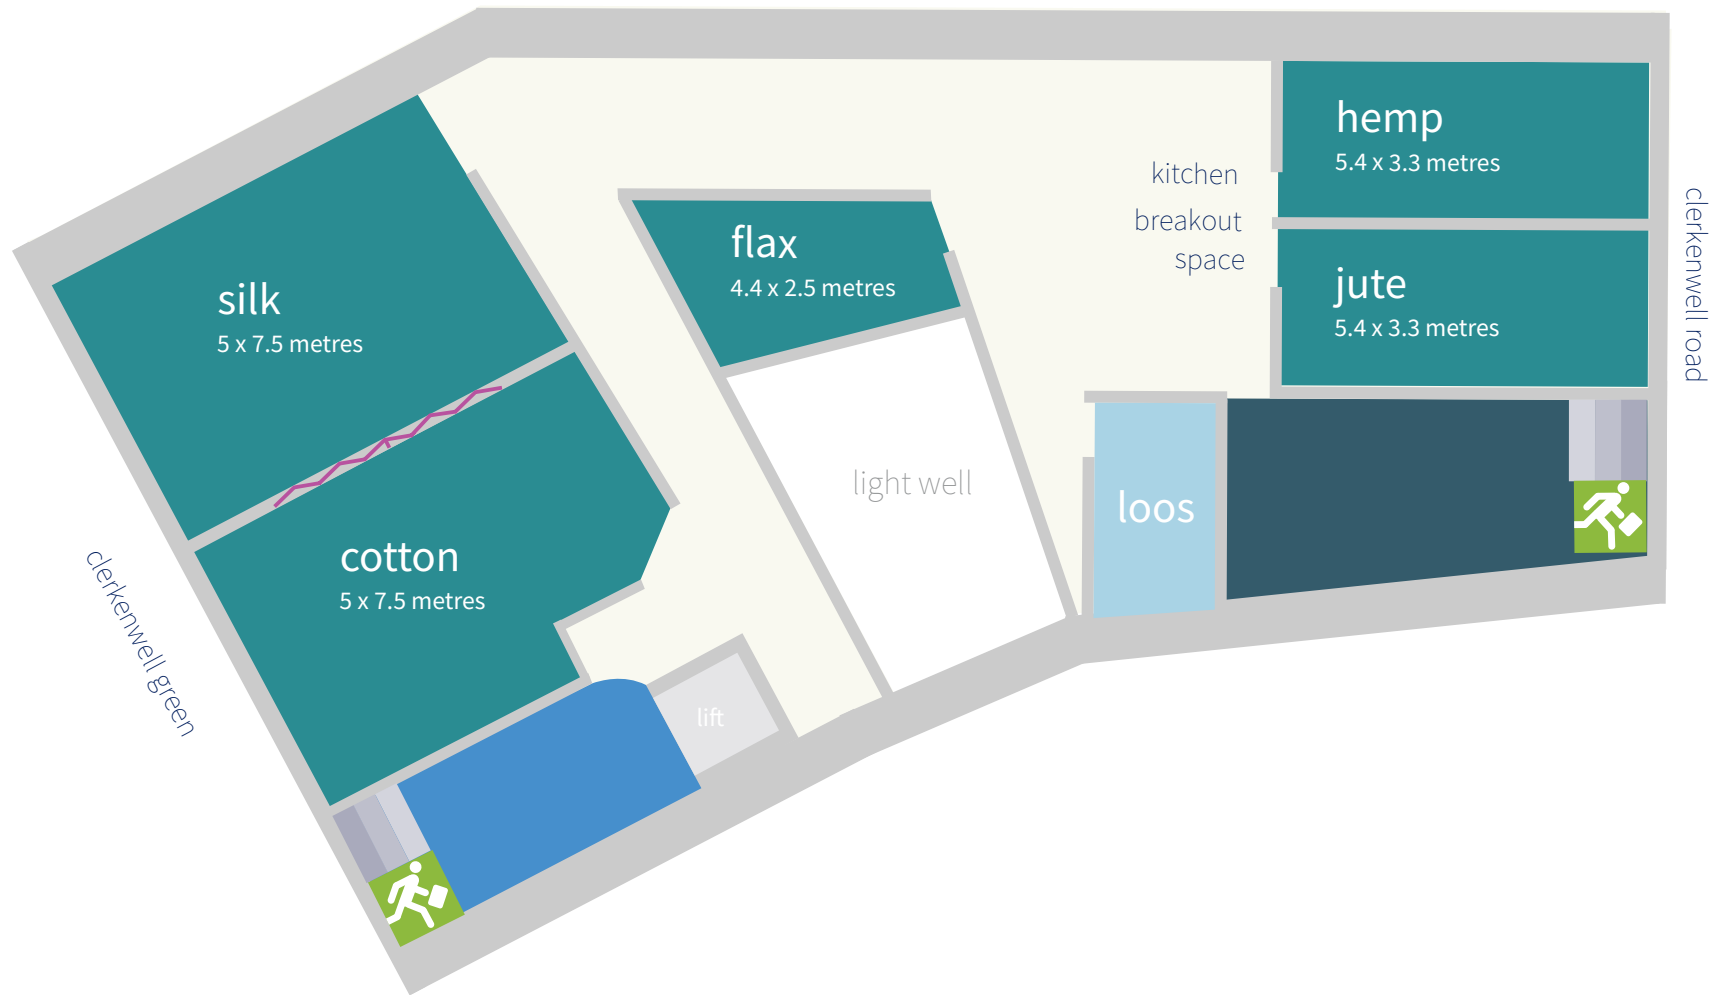 hemp
5.4 x 3.3 metres
kitchen
breakout
space
clerkenwell road
flax
4.4 x 2.5 metres
silk
5 x 7.5 metres
jute
5.4 x 3.3 metres
light well
loos
cotton
5 x 7.5 metres
clerkenwell green
lift